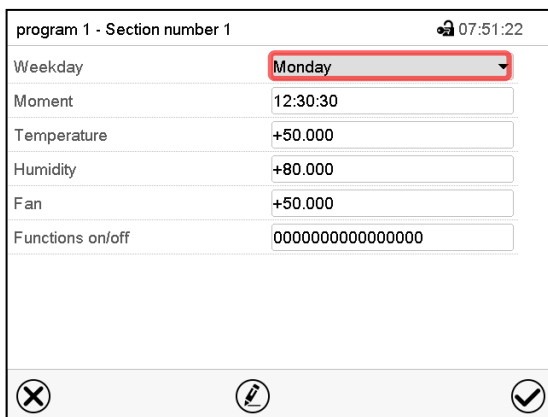 program 1 - Section number 1 07:51:22
Weekday Monday
Moment 12:30:30
Temperature +50.000
Humidity +80.000
Fan +50.000
Functions on/off 0000000000000000